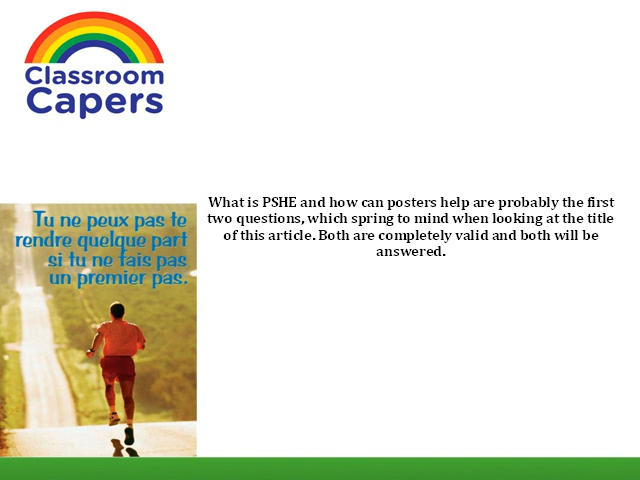 Classroom
Capers
What is PSHE and how can posters help are probably the first
two questions, which spring to mind when looking at the title
of this article. Both are completely valid and both will be
answered.
Tu ne peux pas te
rendre quelque part
si tu ne fais pas
un premier pas.